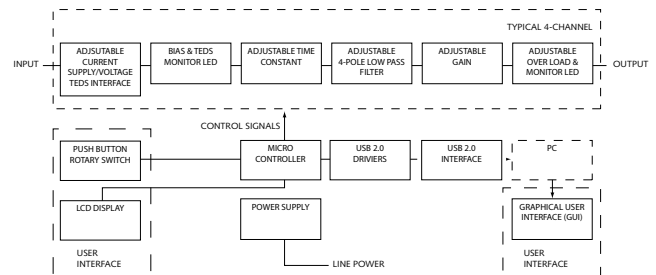 TYPICAL 4-CHANNEL
INPUT
ADJSUTABLE
CURRENT
SUPPLY/VOLTAGE
TEDS INTERFACE
BIAS & TEDS
MONITOR LED
ADJUSTABLE TIME
CONSTANT
ADJUSTABLE
4-POLE LOW PASS
FILTER
ADJUSTABLE
GAIN
ADJUSTABLE
OVER LOAD &
MONITOR LED
OUTPUT
CONTROL SIGNALS
PUSH BUTTON
ROTARY SWITCH
MICRO
CONTROLLER
USB 2.0
DRIVIERS
USB 2.0
INTERFACE
PC
LCD DISPLAY
POWER SUPPLY
GRAPHICAL USER
INTERFACE (GUI)
USER
INTERFACE
LINE POWER
USER
INTERFACE